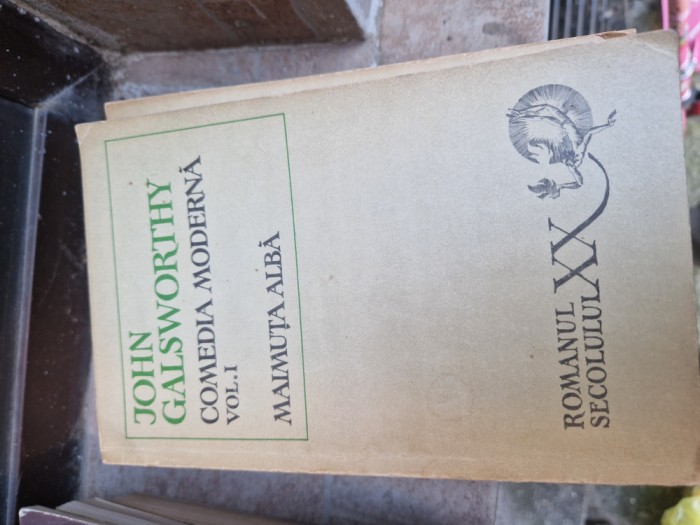 JOHN
GALSWORTHY
COMEDIA MODERNĂ
VOL. I
MAIMUȚA ALBĂ
ROMANUL
SECOLULUI XX